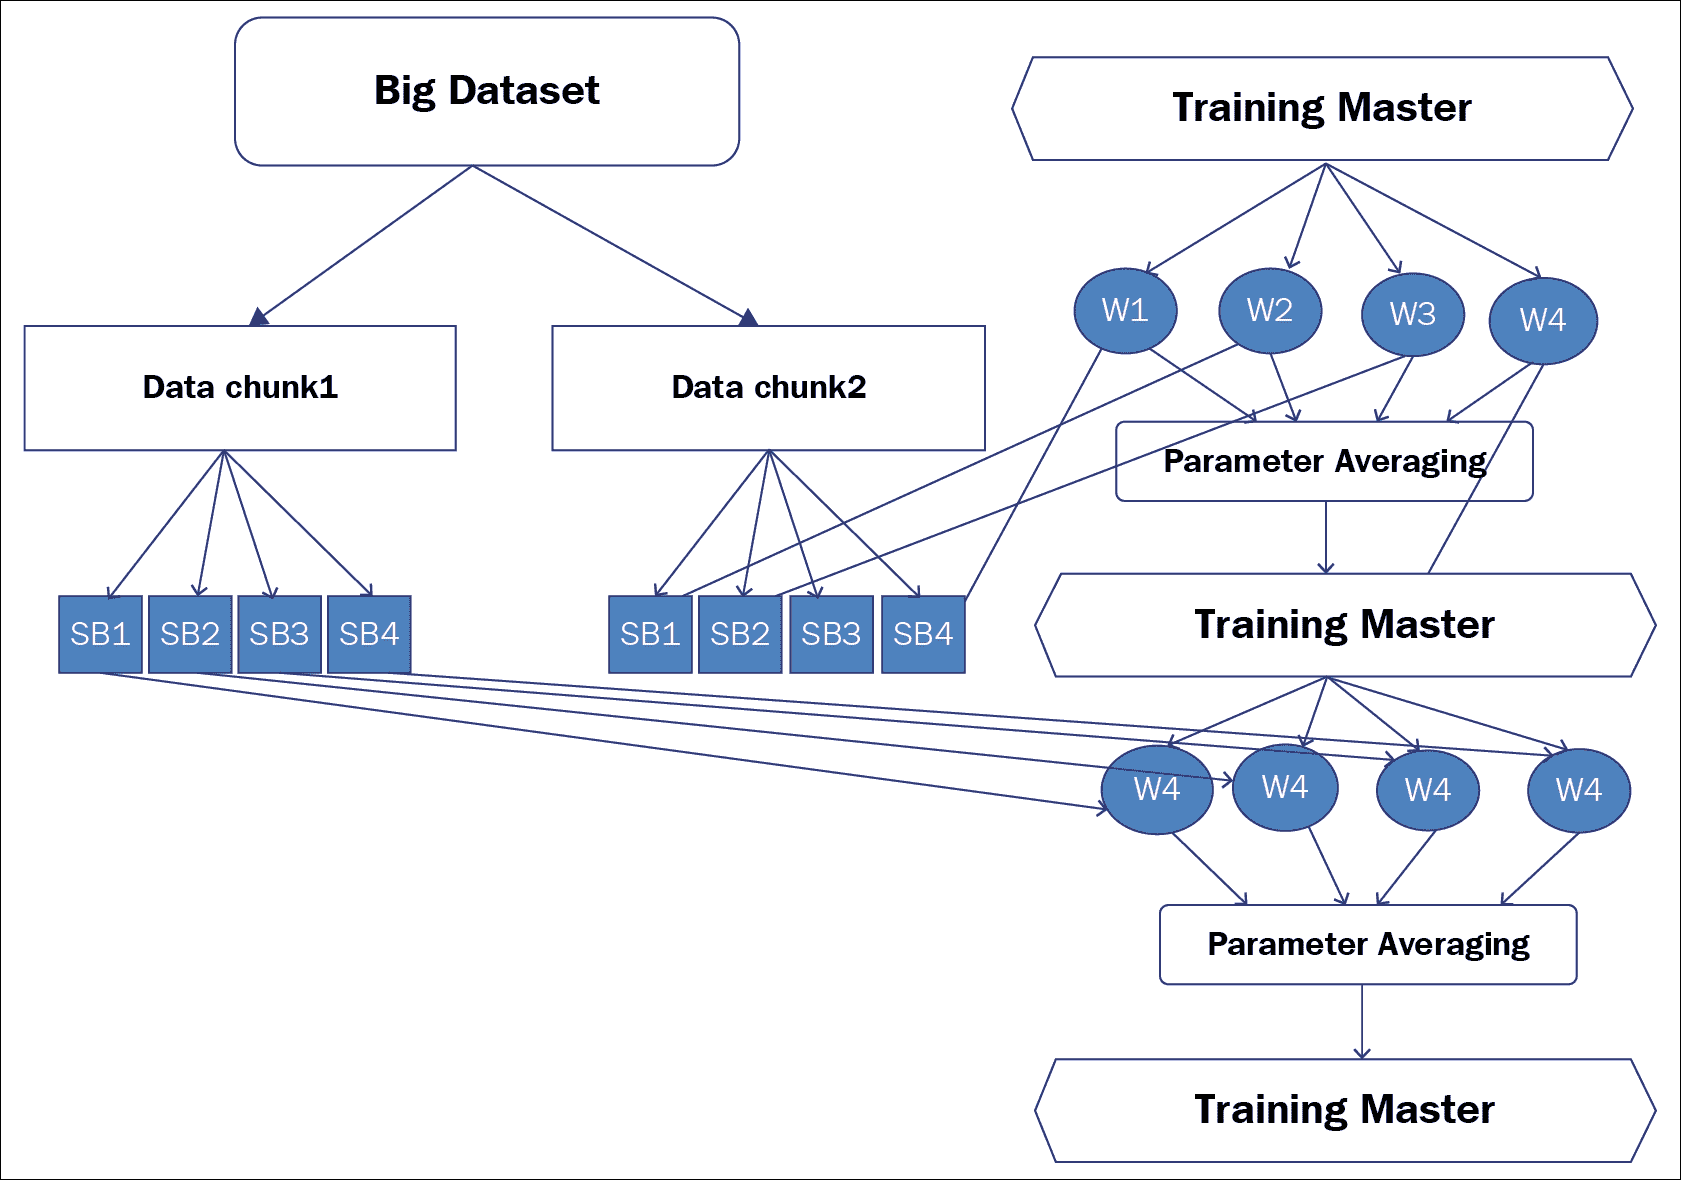 Big Dataset
Training Master
W1 W2 W3 W4
Data chunk1 Data chunk2
Parameter Averaging
SB1 SB2 SB3 SB4 SB1 SB2 SB3 SB4
Training Master
W4 W4 W4 W4
Parameter Averaging
Training Master